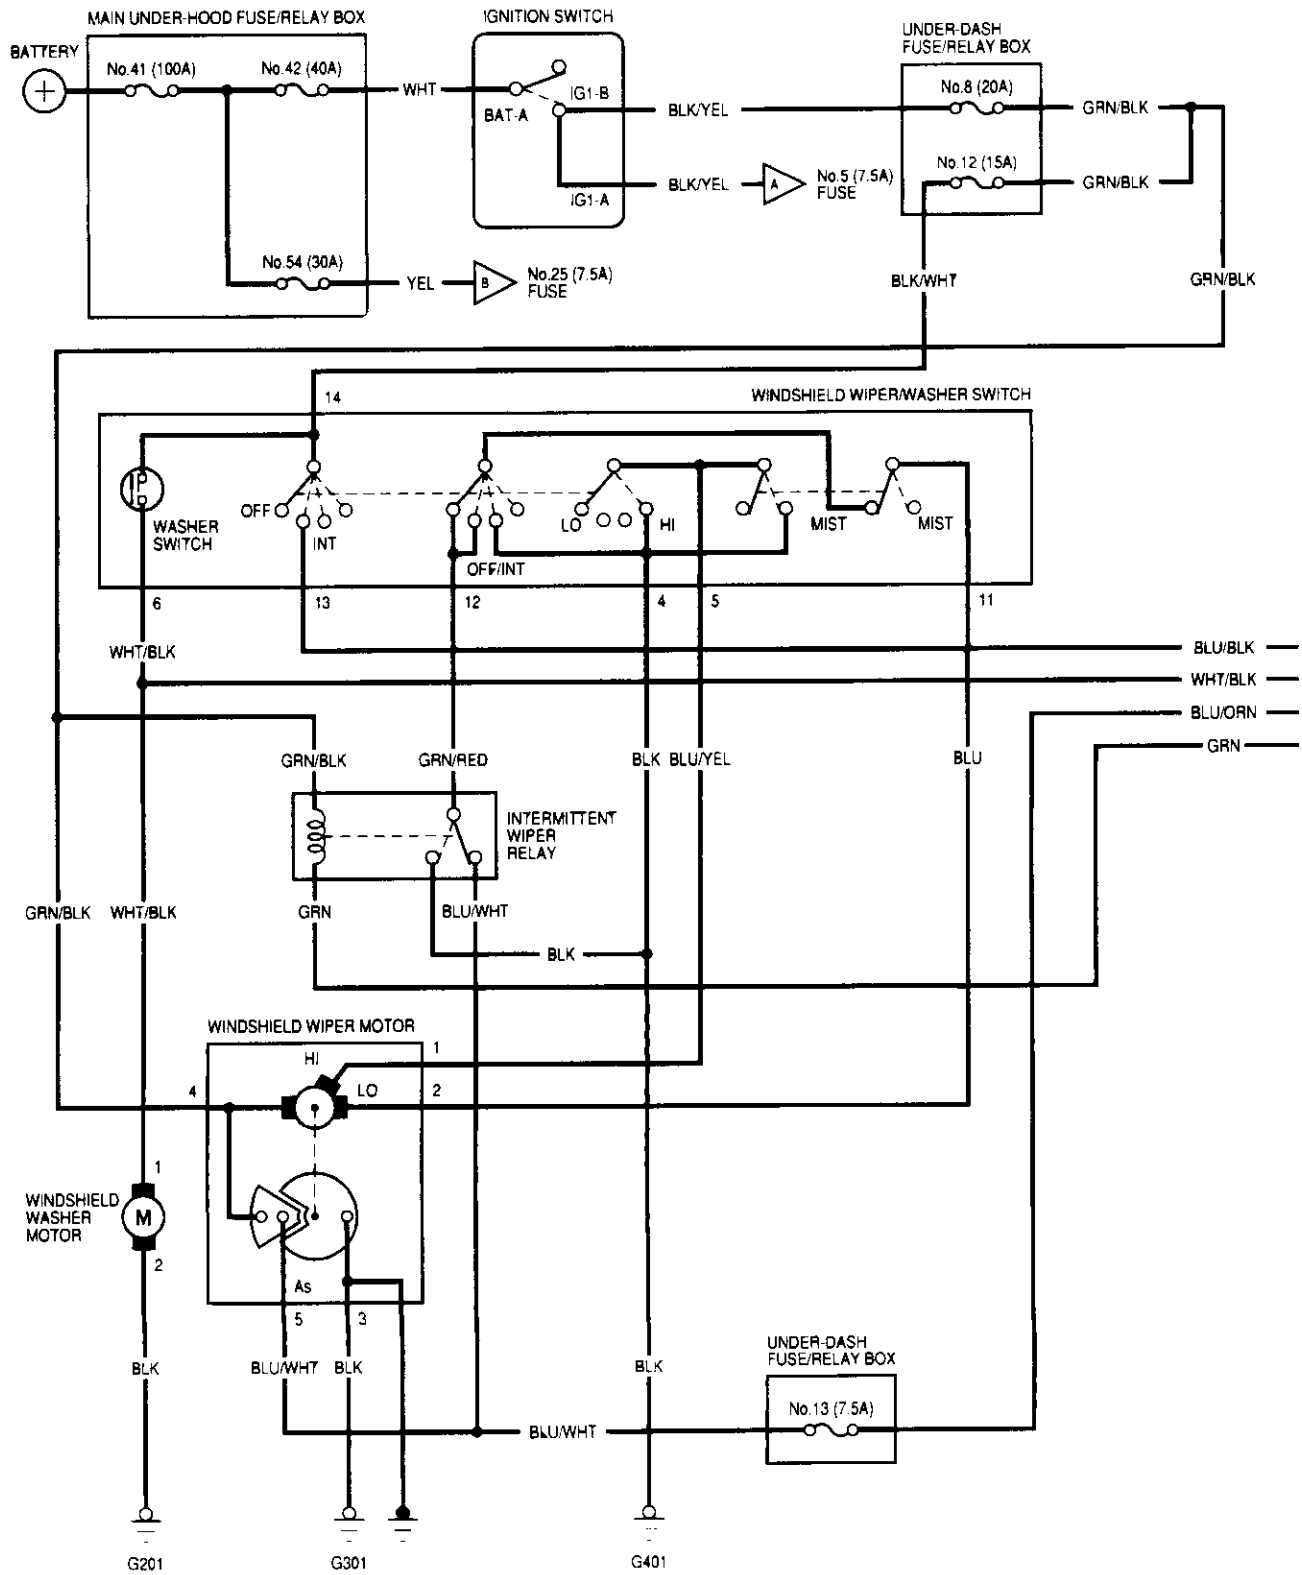 MAIN UNDER-HOOD FUSE/RELAY BOX
IGNITION SWITCH
UNDER-DASH
FUSE/RELAY BOX
BATTERY
+
No.41 (100A)
No.42 (40A)
WHT
BAT-A
IG1-B
BLK/YEL
No.8 (20A)
GRN/BLK
IG1-A
BLK/YEL
A
No.5 (7.5A)
FUSE
No.12 (15A)
GRN/BLK
No.54 (30A)
YEL
B
No.25 (7.5A)
FUSE
BLK/WHT
GRN/BLK
14
WINDSHIELD WIPER/WASHER SWITCH
WASHER
SWITCH
OFF
INT
OFF/INT
LO
HI
MIST
MIST
6
13
12
4
5
11
WHT/BLK
BLU/BLK
WHT/BLK
BLU/ORN
GRN
GRN/BLK
GRN/RED
BLK
BLU/YEL
BLU
INTERMITTENT
WIPER
RELAY
GRN/BLK
WHT/BLK
GRN
BLU/WHT
BLK
WINDSHIELD WIPER MOTOR
HI
1
4
LO
2
1
WINDSHIELD
WASHER
MOTOR
M
2
As
5
3
BLK
BLU/WHT
BLK
BLK
UNDER-DASH
FUSE/RELAY BOX
No.13 (7.5A)
BLU/WHT
G201
G301
G401